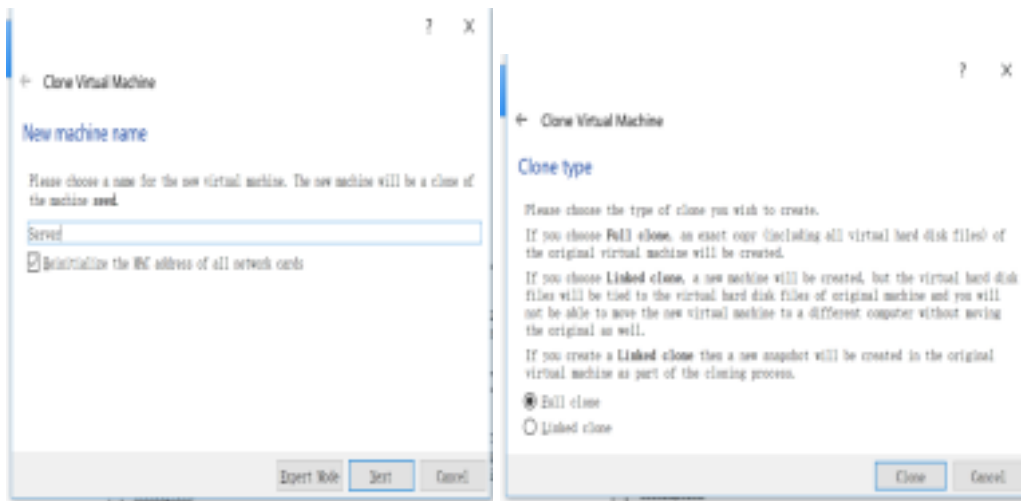 ? X
← Clone Virtual Machine
New machine name
Please choose a name for the new virtual machine. The new machine will be a clone of
the machine seed.
Server
Reinitialize the MAC address of all network cards
Expert Mode Next Cancel
? X
← Clone Virtual Machine
Clone type
Please choose the type of clone you wish to create.
If you choose Full clone, an exact copy (including all virtual hard disk files) of
the original virtual machine will be created.
If you choose Linked clone, a new machine will be created, but the virtual hard disk
files will be tied to the virtual hard disk files of original machine and you will
not be able to move the new virtual machine to a different computer without moving
the original as well.
If you create a Linked clone then a new snapshot will be created in the original
virtual machine as part of the cloning process.
Full clone
Linked clone
Clone Cancel